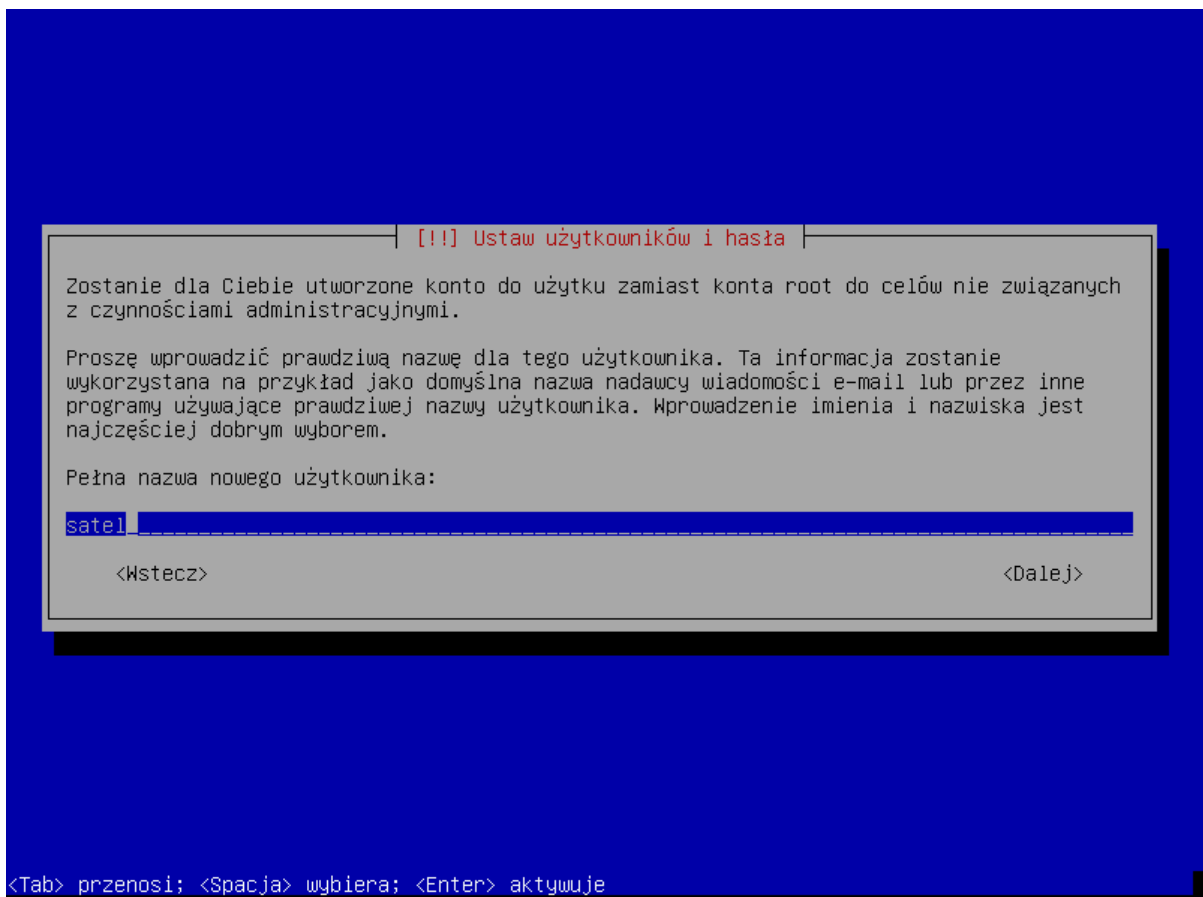 [!!] Ustaw użytkowników i hasła
Zostanie dla Ciebie utworzone konto do użytku zamiast konta root do celów nie związanych
z czynnościami administracyjnymi.
Proszę wprowadzić prawdziwą nazwę dla tego użytkownika. Ta informacja zostanie
wykorzystana na przykład jako domyślna nazwa nadawcy wiadomości e-mail lub przez inne
programy używające prawdziwej nazwy użytkownika. Wprowadzenie imienia i nazwiska jest
najczęściej dobrym wyborem.
Pełna nazwa nowego użytkownika:
satel
<Wstecz> <Dalej>
<Tab> przenosi; <Spacja> wybiera; <Enter> aktywuje